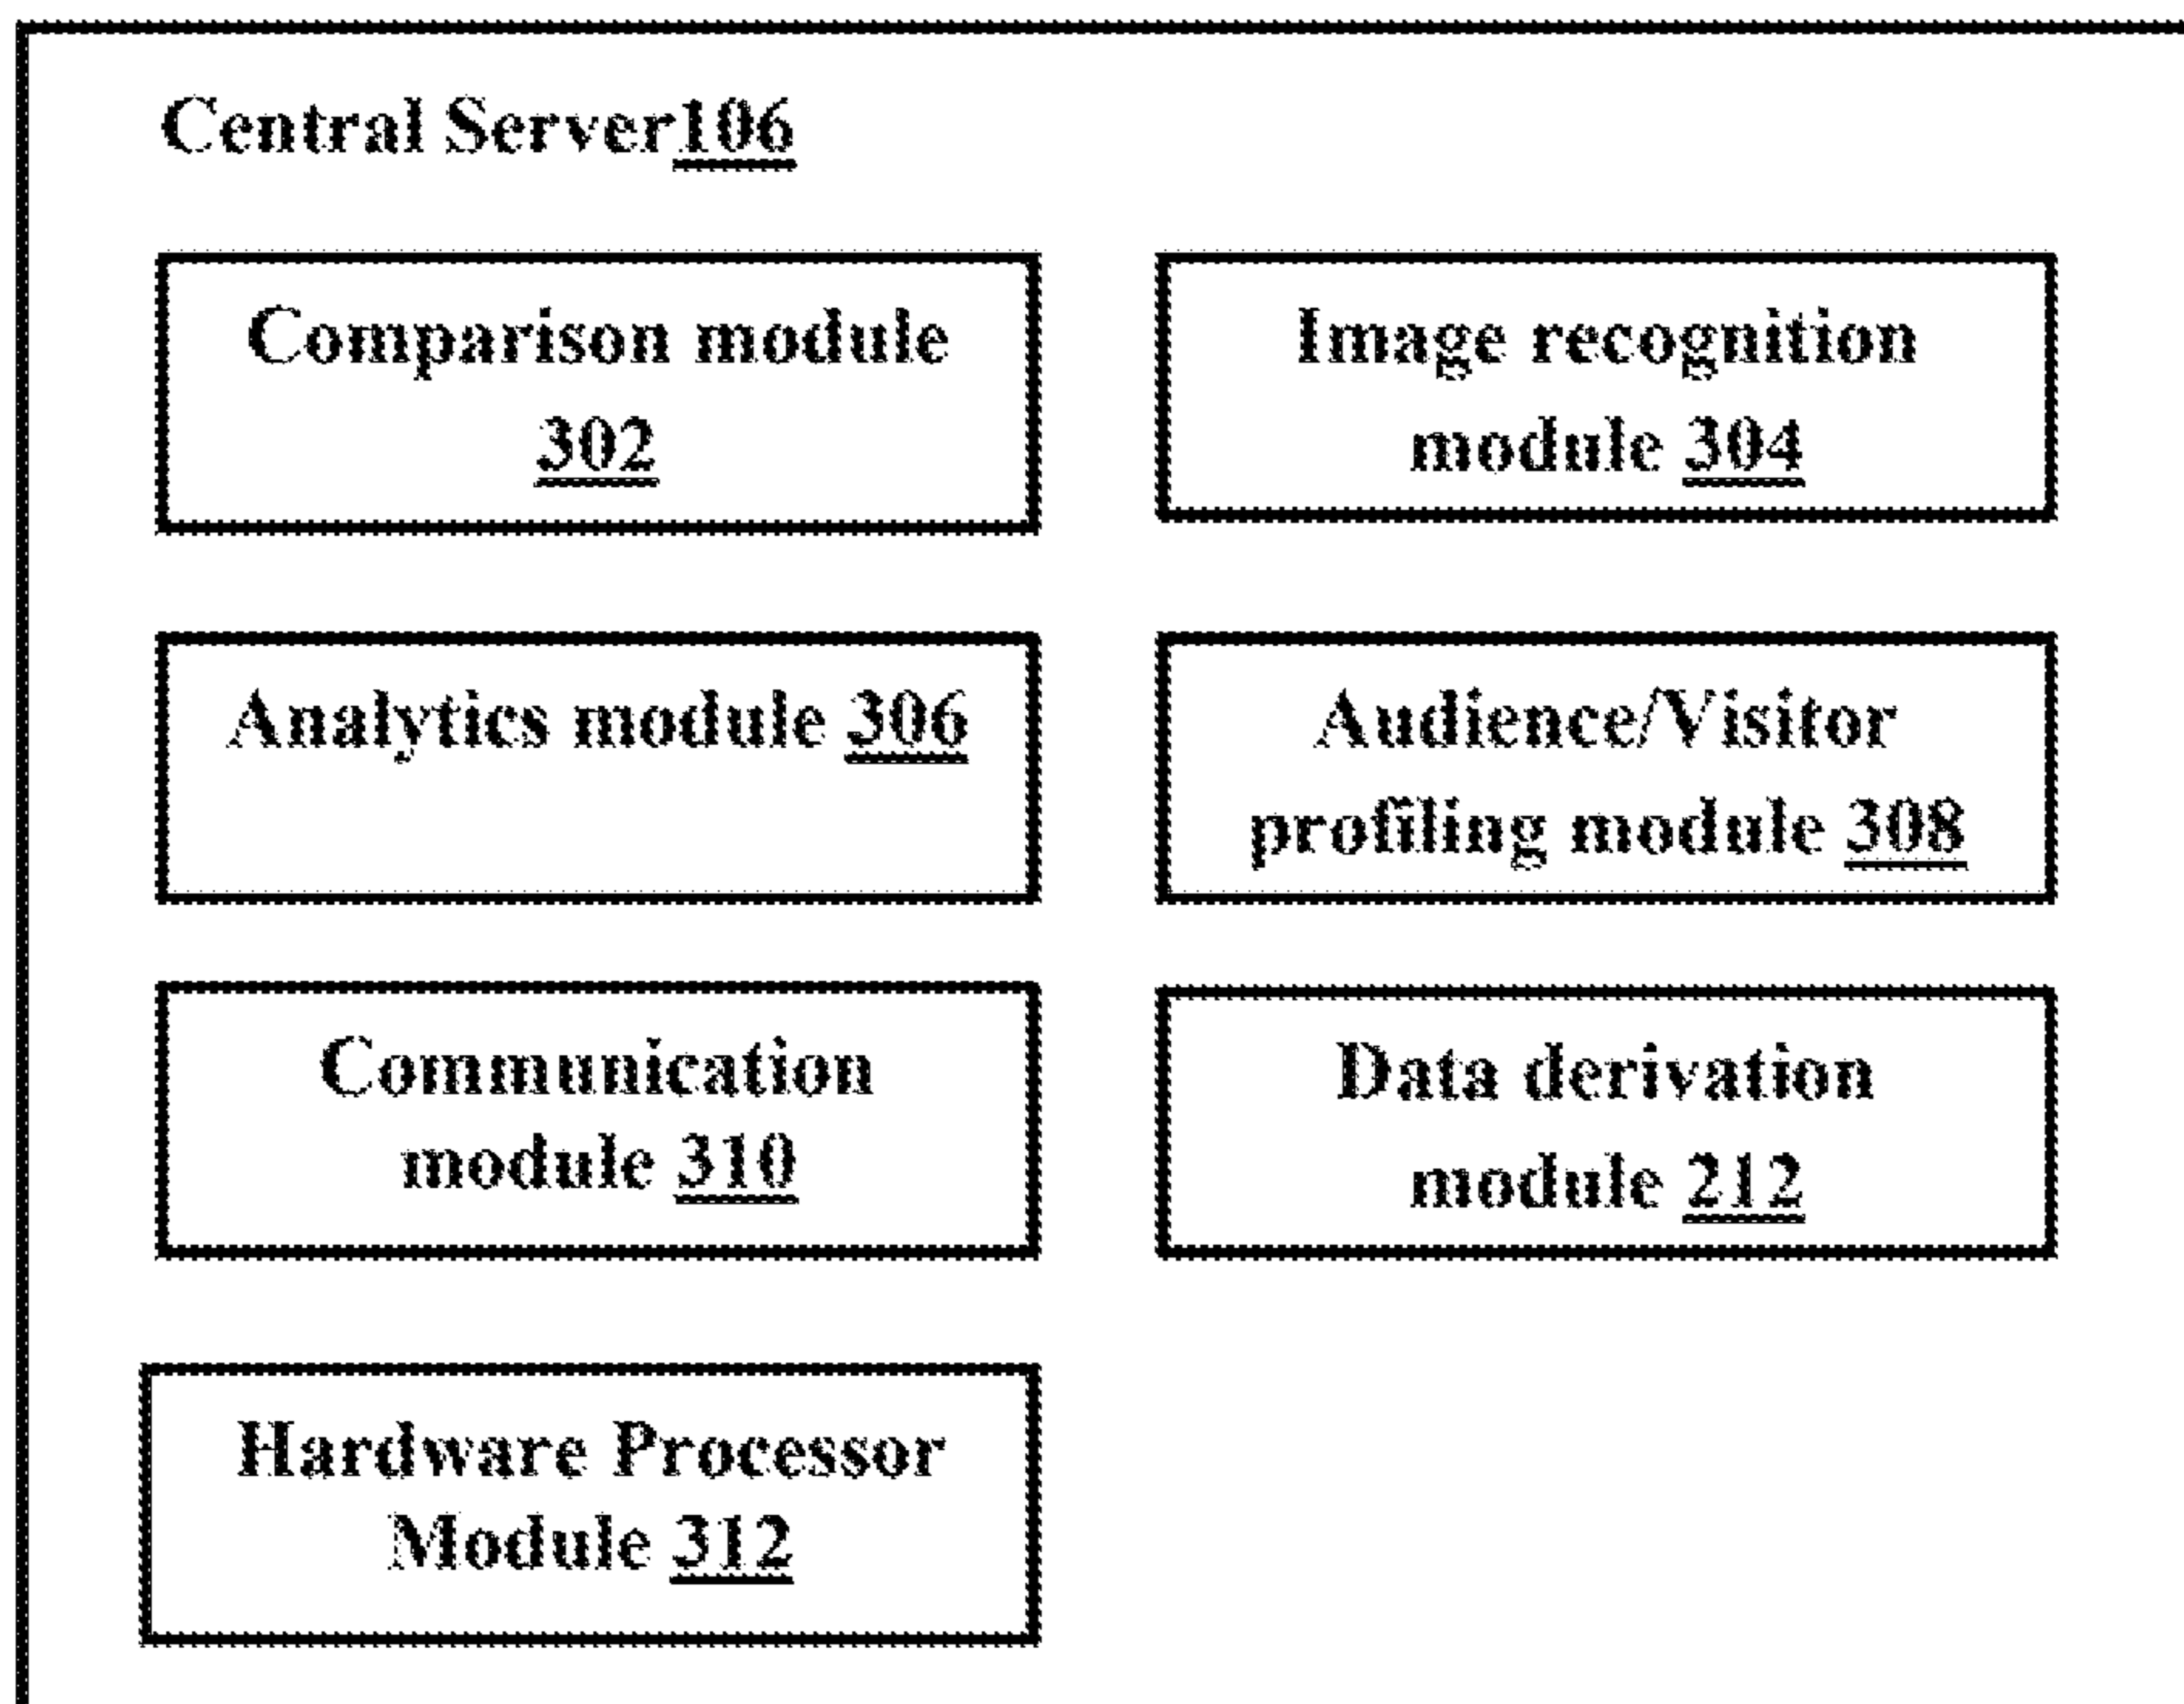 Central Server106
Comparison module
302
Image recognition
module 304
Analytics module 306
Audience/Visitor
profiling module 308
Communication
module 310
Data derivation
module 212
Hardware Processor
Module 312